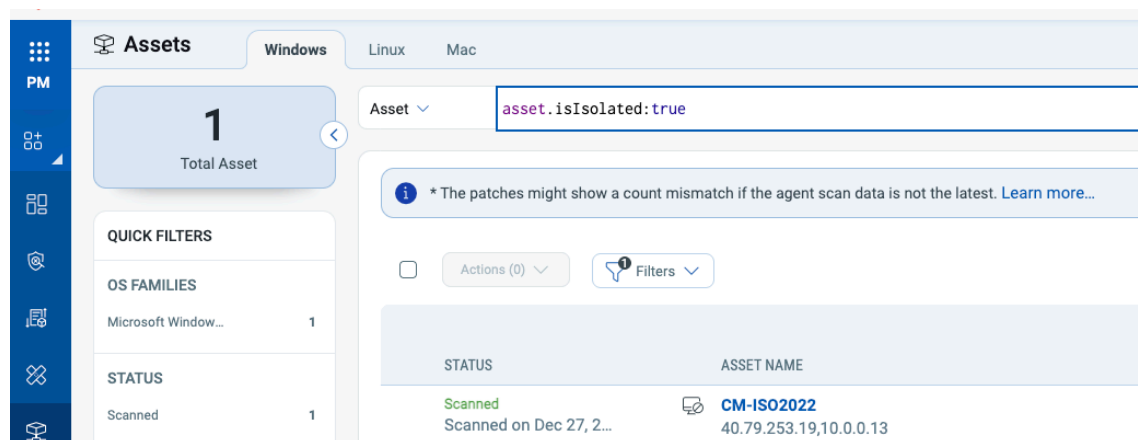 Assets
Windows
Linux
Mac
PM
1
Total Asset
Asset
asset.isIsolated:true
* The patches might show a count mismatch if the agent scan data is not the latest. Learn more...
QUICK FILTERS
Actions (0)
1
Filters
OS FAMILIES
Microsoft Window... 1
STATUS
Scanned 1
STATUS ASSET NAME
Scanned CM-ISO2022
Scanned on Dec 27, 2... 40.79.253.19,10.0.0.13